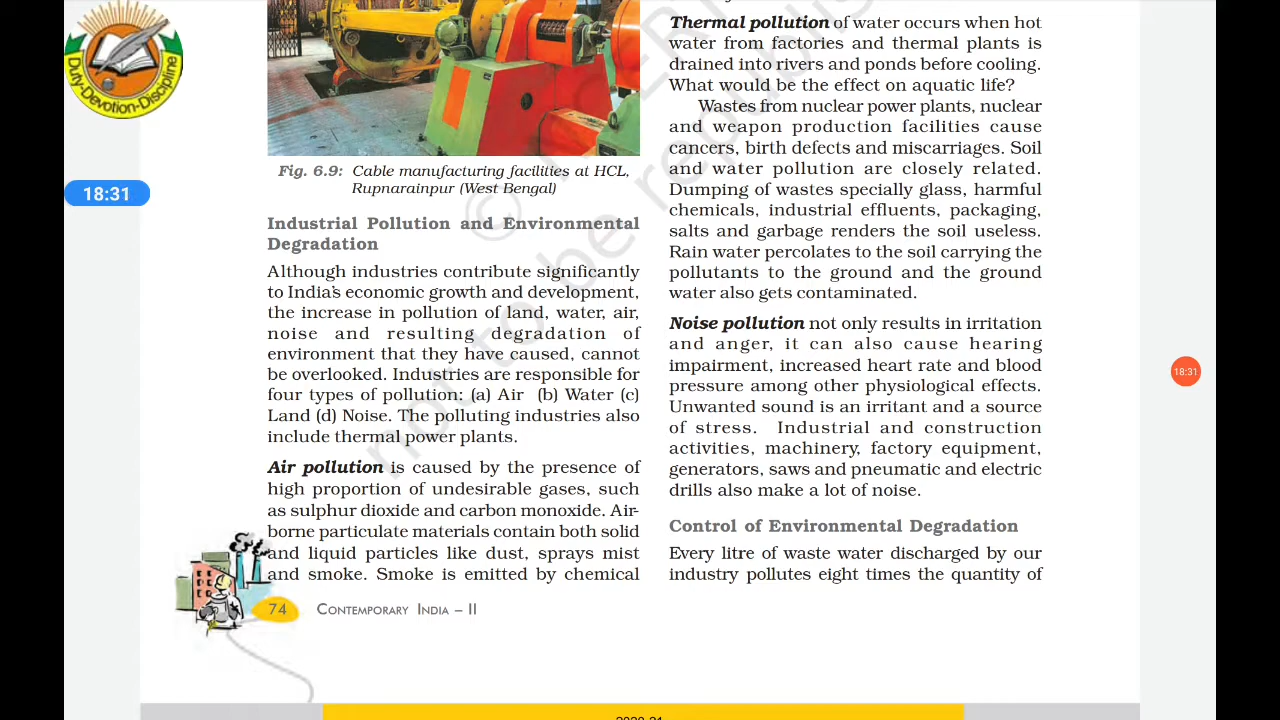 Duty-Devotion-Discipline
18:31
Fig. 6.9: Cable manufacturing facilities at HCL,
Rupnarainpur (West Bengal)
Industrial Pollution and Environmental
Degradation
Although industries contribute significantly
to India's economic growth and development,
the increase in pollution of land, water, air,
noise and resulting degradation of
environment that they have caused, cannot
be overlooked. Industries are responsible for
four types of pollution: (a) Air (b) Water (c)
Land (d) Noise. The polluting industries also
include thermal power plants.
Air pollution is caused by the presence of
high proportion of undesirable gases, such
as sulphur dioxide and carbon monoxide. Air-
borne particulate materials contain both solid
and liquid particles like dust, sprays mist
and smoke. Smoke is emitted by chemical
74 Contemporary India – II
Thermal pollution of water occurs when hot
water from factories and thermal plants is
drained into rivers and ponds before cooling.
What would be the effect on aquatic life?
Wastes from nuclear power plants, nuclear
and weapon production facilities cause
cancers, birth defects and miscarriages. Soil
and water pollution are closely related.
Dumping of wastes specially glass, harmful
chemicals, industrial effluents, packaging,
salts and garbage renders the soil useless.
Rain water percolates to the soil carrying the
pollutants to the ground and the ground
water also gets contaminated.
Noise pollution not only results in irritation
and anger, it can also cause hearing
impairment, increased heart rate and blood
pressure among other physiological effects.
Unwanted sound is an irritant and a source
of stress. Industrial and construction
activities, machinery, factory equipment,
generators, saws and pneumatic and electric
drills also make a lot of noise.
Control of Environmental Degradation
Every litre of waste water discharged by our
industry pollutes eight times the quantity of
18:31
not to be republish